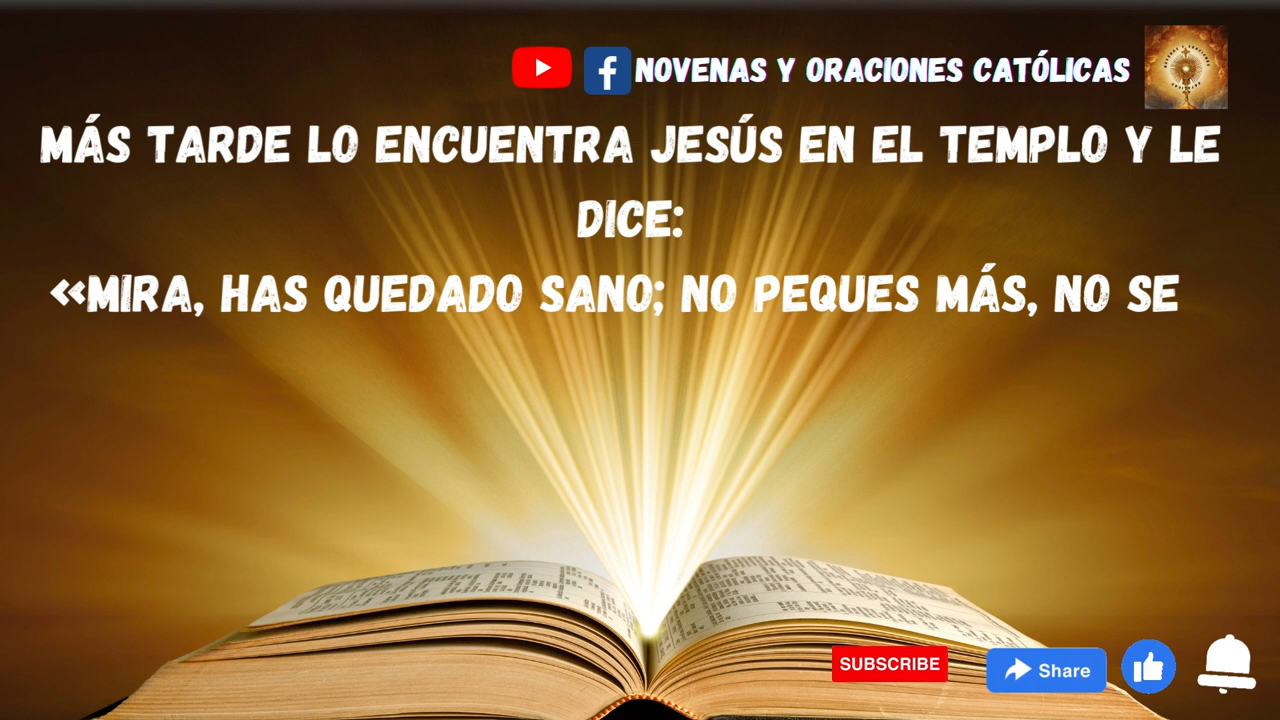 NOVENAS Y ORACIONES CATÓLICAS
MÁS TARDE LO ENCUENTRA JESÚS EN EL TEMPLO Y LE
DICE:
«MIRA, HAS QUEDADO SANO; NO PEQUES MÁS, NO SE
SUBSCRIBE
Share